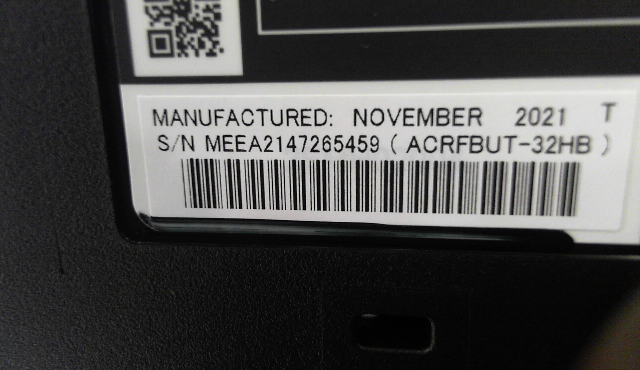 MANUFACTURED: NOVEMBER 2021 T
S/N MEEA2147265459 ( ACRFBUT-32HB )